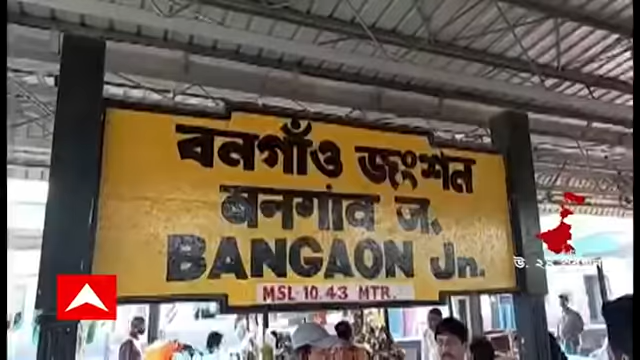 বনগাঁও জংশন
बनगांव ज.
BANGAON Jn.
MSL-10.43 MTR.